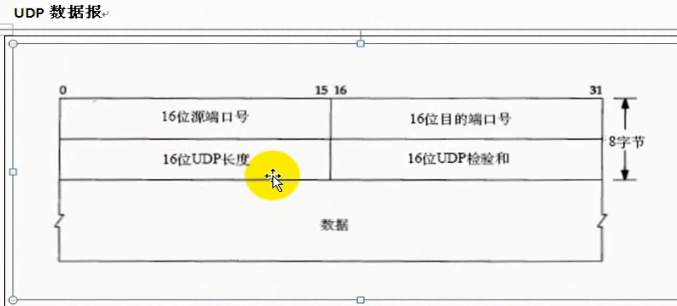 UDP 数据报
0 15 16 31
16位源端口号 16位目的端口号
8字节
16位UDP长度 16位UDP检验和
数据